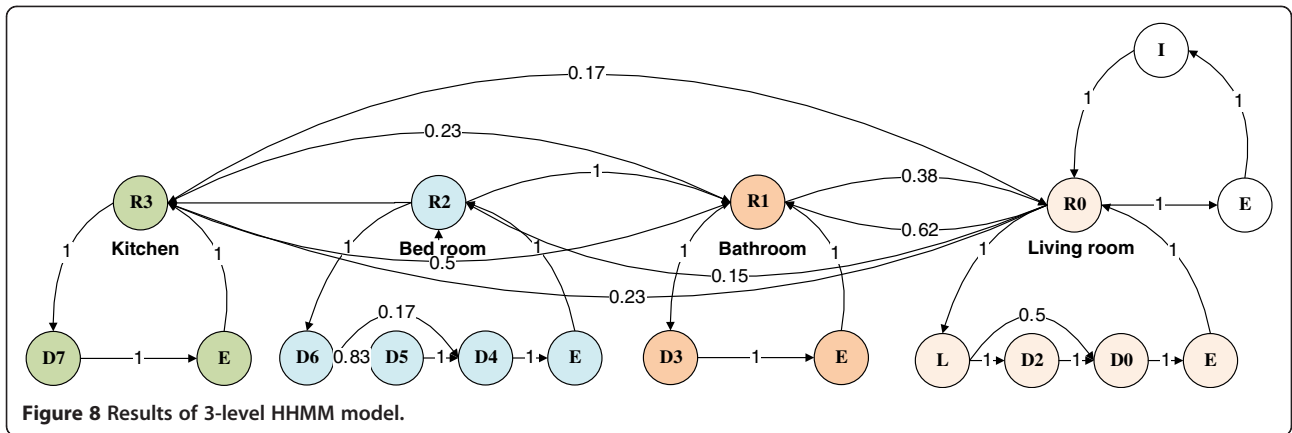 I
0.17
1
1
0.23
R3
R2
1
R1
0.38
R0
1
E
0.62
Kitchen
Bed room
Bathroom
Living room
1
1
1
0.5
1
1
1
0.15
1
1
0.23
0.17
0.5
D7
1
E
D6
0.83
D5
1
D4
1
E
D3
1
E
L
1
D2
1
D0
1
E
Figure 8 Results of 3-level HHMM model.